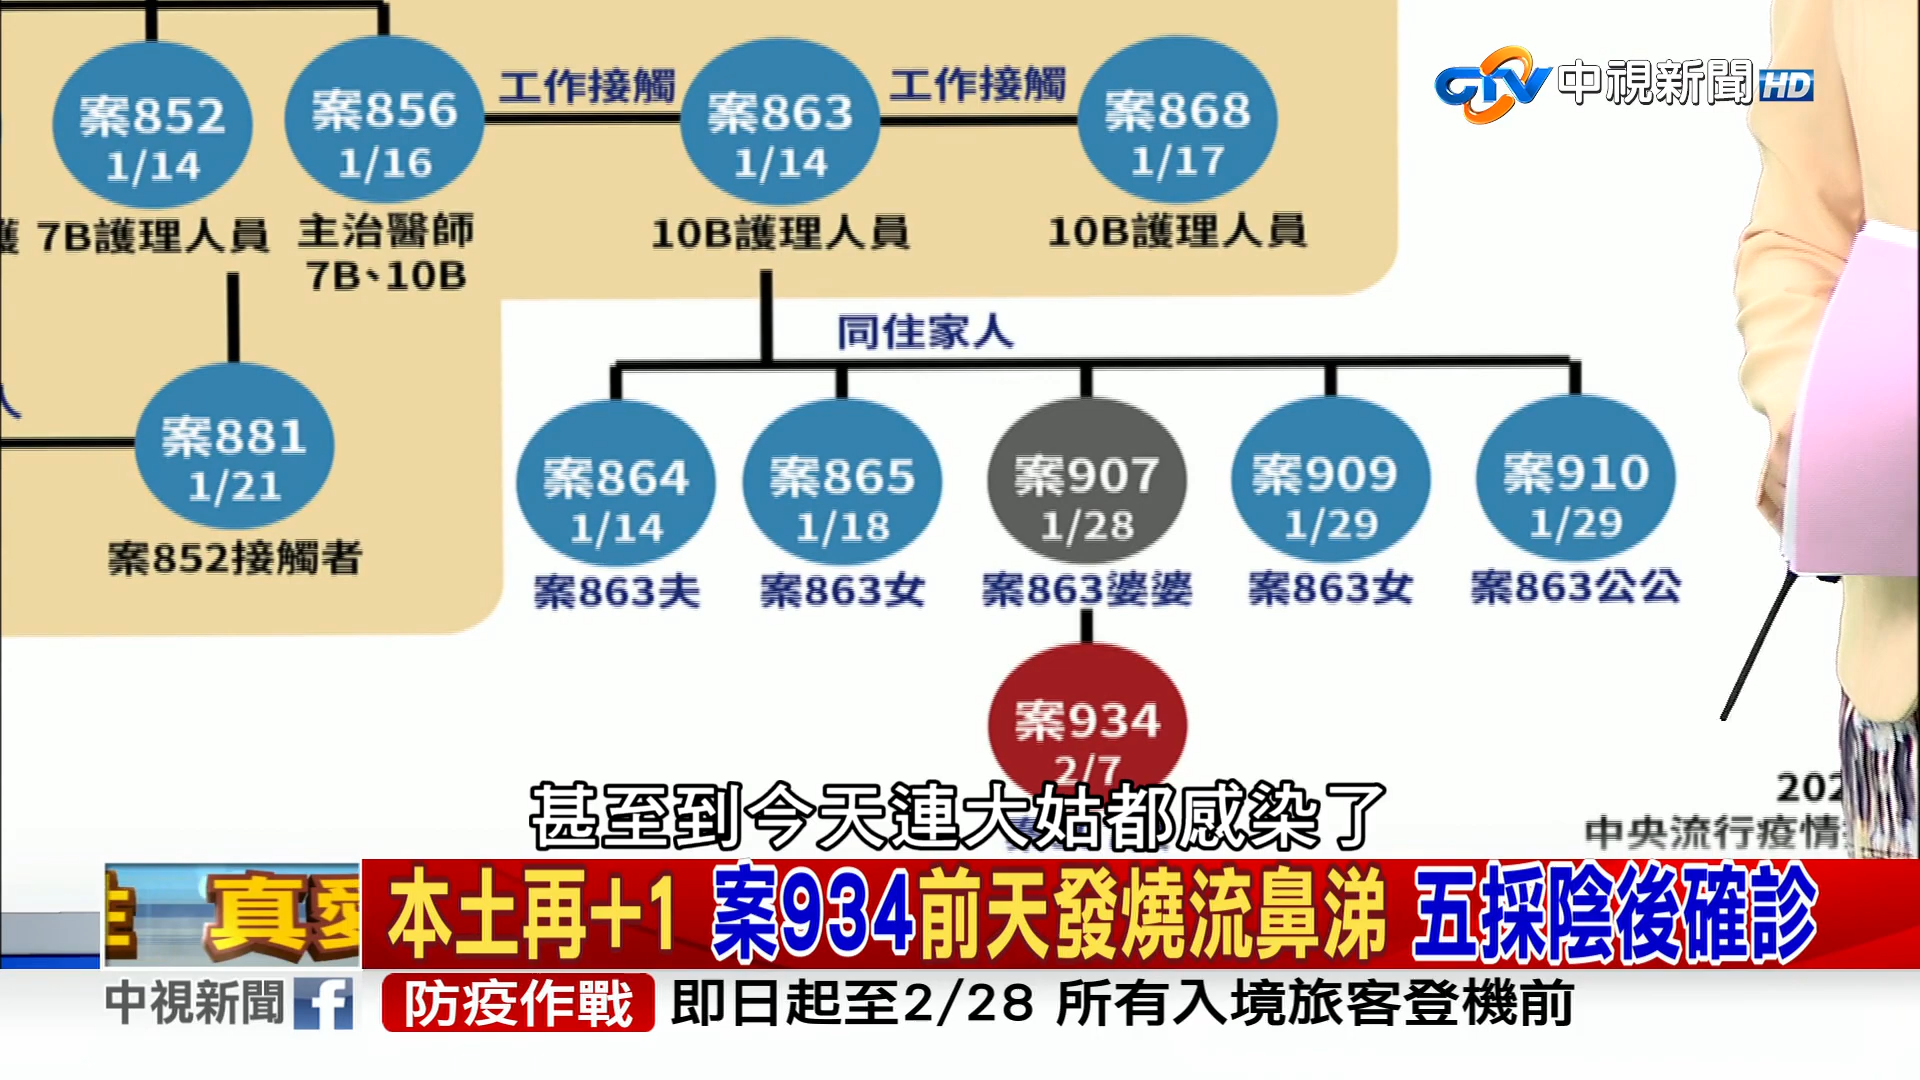 CTV 中視新聞 HD
案852
1/14
7B護理人員
案856
1/16
主治醫師
7B、10B
工作接觸
案863
1/14
10B護理人員
工作接觸
案868
1/17
10B護理人員
案881
1/21
案852接觸者
同住家人
案864
1/14
案863夫
案865
1/18
案863女
案907
1/28
案863婆婆
案909
1/29
案863女
案910
1/29
案863公公
案934
2/7
202
中央流行疫情
甚至到今天連大姑都感染了
真愛
本土再+1 案934前天發燒流鼻涕 五採陰後確診
中視新聞 f
防疫作戰 即日起至2/28 所有入境旅客登機前